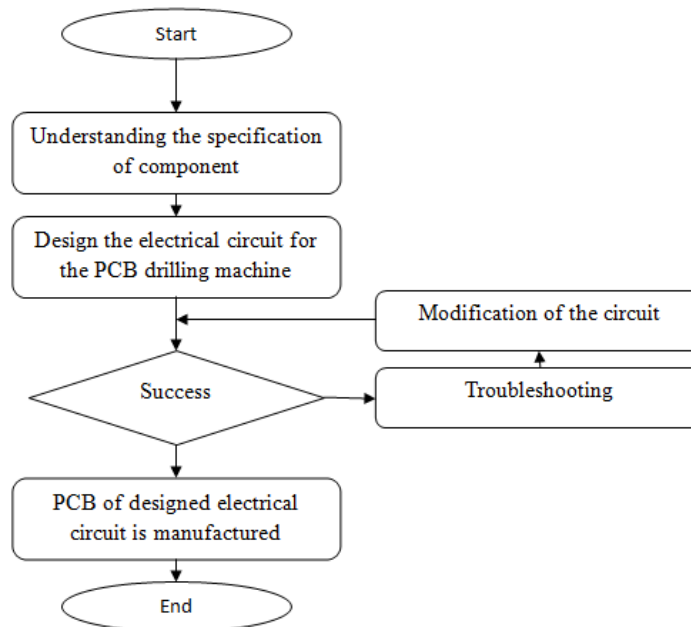 Start
Understanding the specification
of component
Design the electrical circuit for
the PCB drilling machine
Modification of the circuit
Success
Troubleshooting
PCB of designed electrical
circuit is manufactured
End